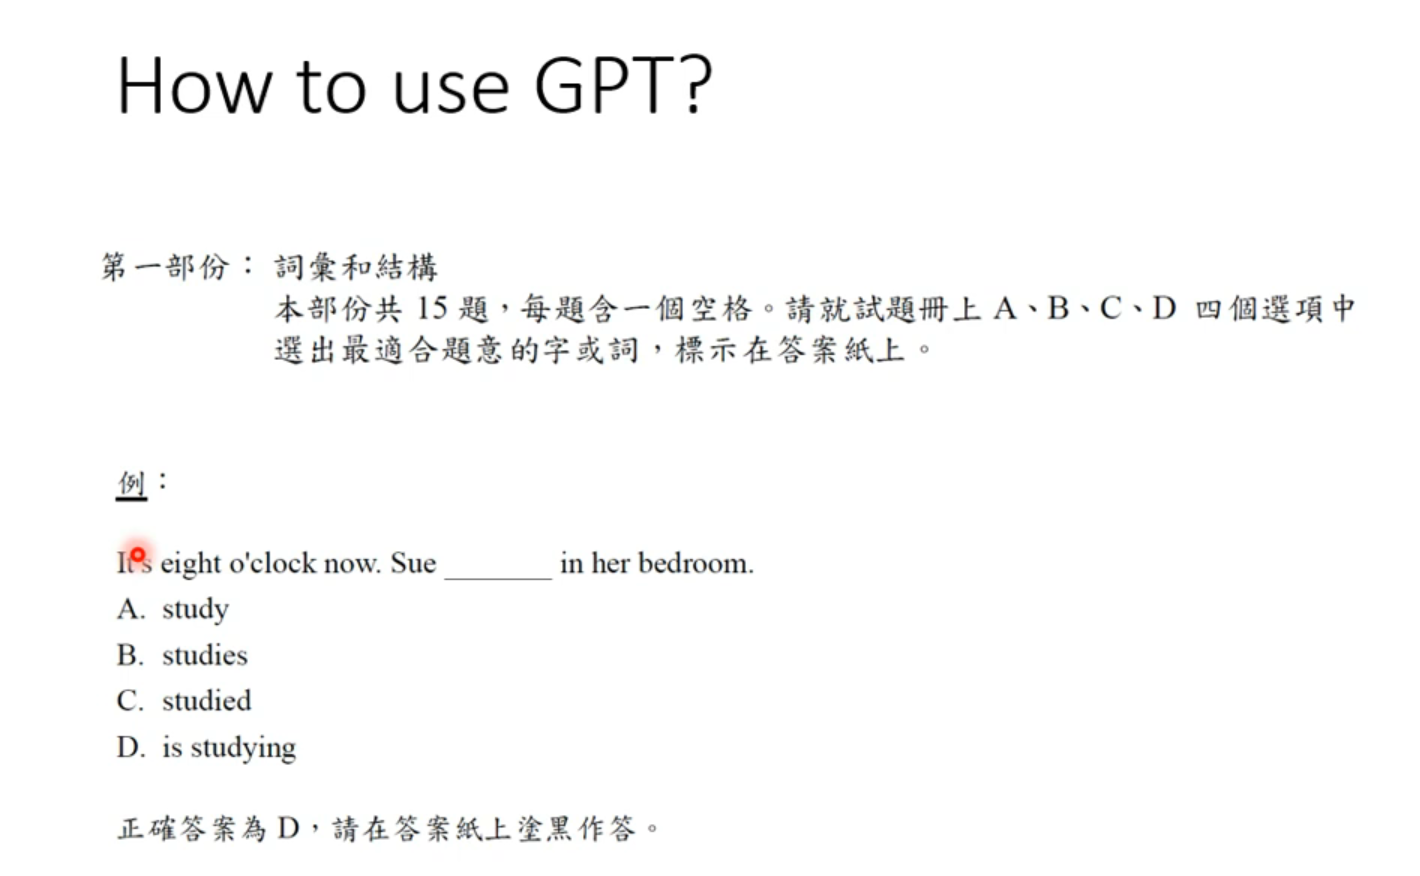 How to use GPT?
第一部份： 詞彙和結構
本部份共 15 題，每題含一個空格。請就試題冊上 A、B、C、D 四個選項中
選出最適合題意的字或詞，標示在答案紙上。
例：
It's eight o'clock now. Sue ________ in her bedroom.
A. study
B. studies
C. studied
D. is studying
正確答案為 D，請在答案紙上塗黑作答。